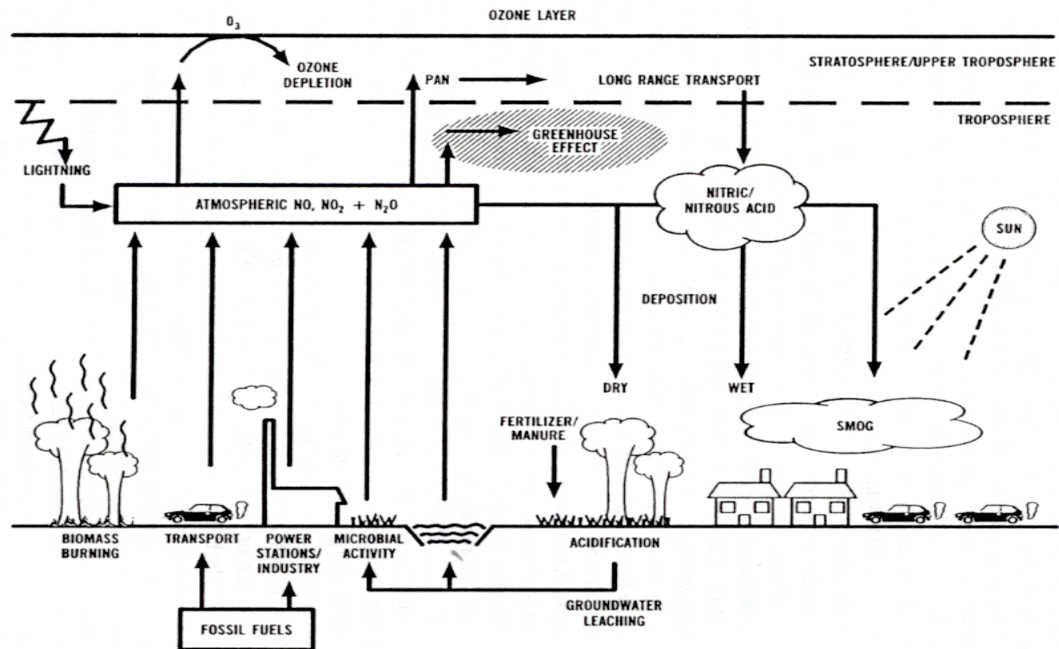 OZONE LAYER
O₃
OZONE
DEPLETION
PAN
LONG RANGE TRANSPORT
STRATOSPHERE/UPPER TROPOSPHERE
TROPOSPHERE
LIGHTNING
GREENHOUSE
EFFECT
ATMOSPHERIC NO, NO₂ + N₂O
NITRIC/
NITROUS ACID
SUN
DEPOSITION
DRY
WET
FERTILIZER/
MANURE
SMOG
BIOMASS
BURNING
TRANSPORT
POWER
STATIONS/
INDUSTRY
MICROBIAL
ACTIVITY
ACIDIFICATION
GROUNDWATER
LEACHING
FOSSIL FUELS